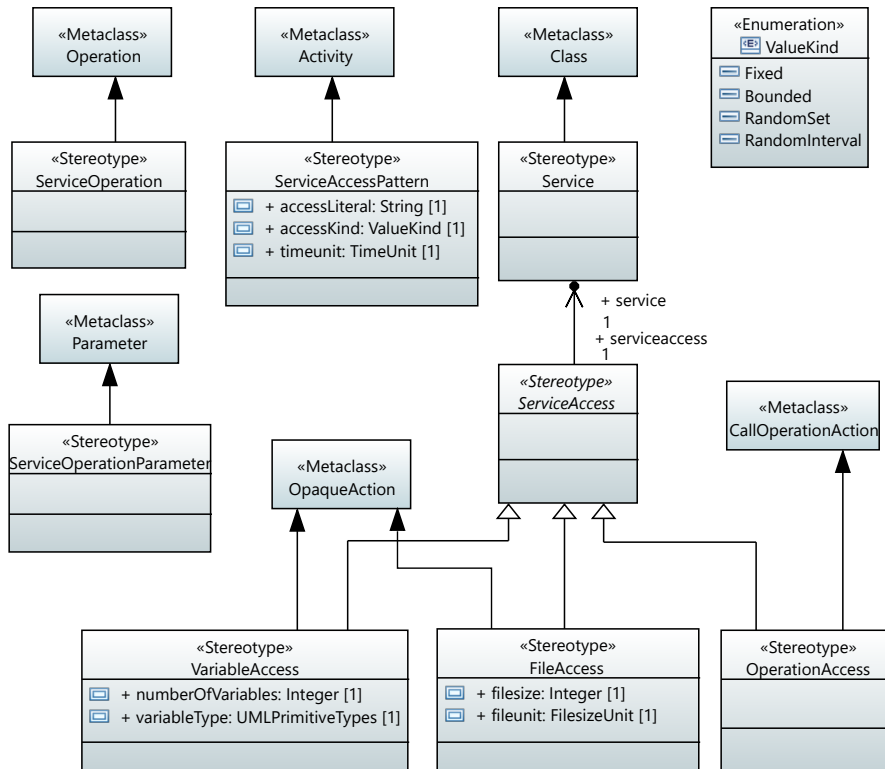 «Metaclass»
Operation
«Metaclass»
Activity
«Metaclass»
Class
«Enumeration»
«E» ValueKind
Fixed
Bounded
RandomSet
RandomInterval
«Stereotype»
ServiceOperation
«Stereotype»
ServiceAccessPattern
+ accessLiteral: String [1]
+ accessKind: ValueKind [1]
+ timeunit: TimeUnit [1]
«Stereotype»
Service
+ service
1
+ serviceaccess
1
«Metaclass»
Parameter
«Stereotype»
ServiceAccess
«Metaclass»
CallOperationAction
«Stereotype»
ServiceOperationParameter
«Metaclass»
OpaqueAction
«Stereotype»
VariableAccess
+ numberOfVariables: Integer [1]
+ variableType: UMLPrimitiveTypes [1]
«Stereotype»
FileAccess
+ filesize: Integer [1]
+ fileunit: FilesizeUnit [1]
«Stereotype»
OperationAccess